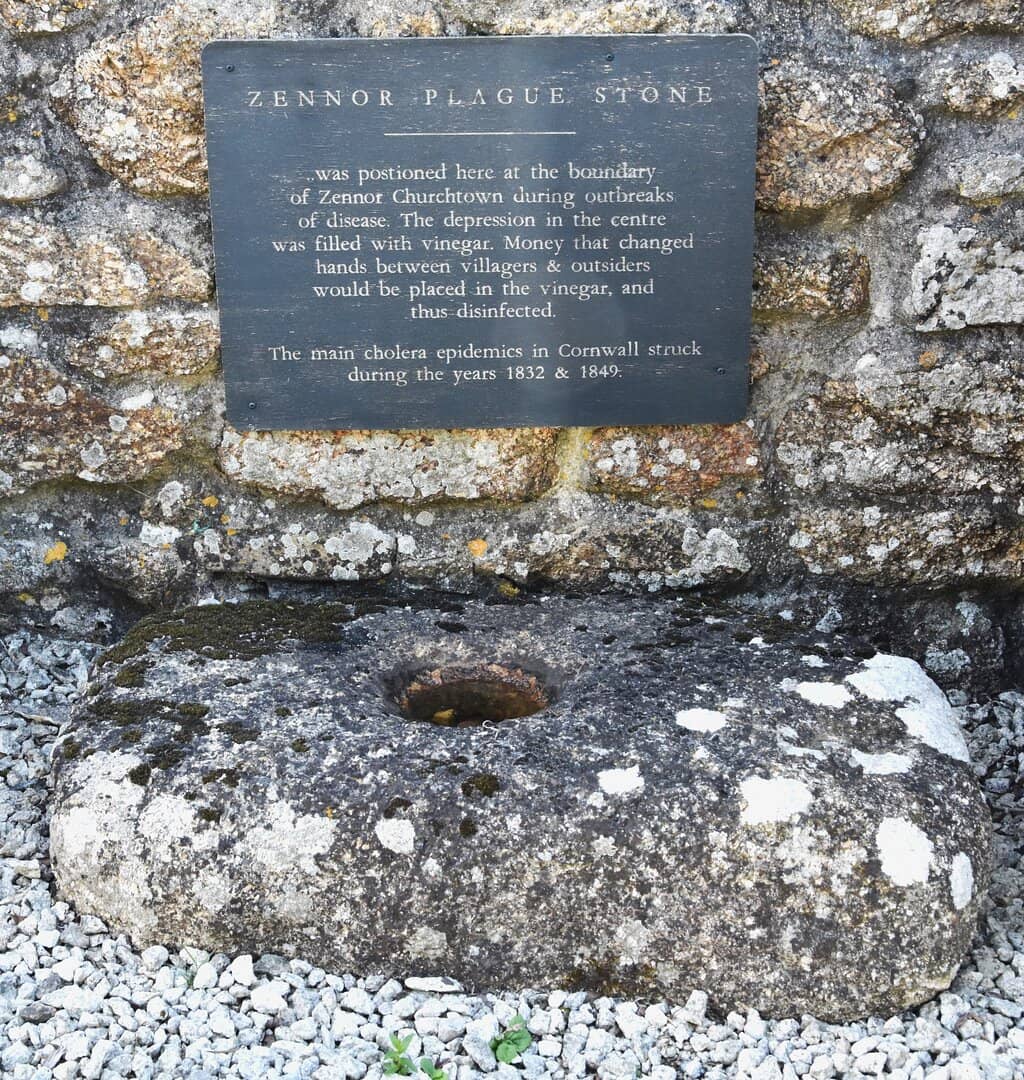 ZENNOR PLAGUE STONE
..was postioned here at the boundary
of Zennor Churchtown during outbreaks
of disease. The depression in the centre
was filled with vinegar. Money that changed
hands between villagers & outsiders
would be placed in the vinegar, and
thus disinfected.
The main cholera epidemics in Cornwall struck
during the years 1832 & 1849.